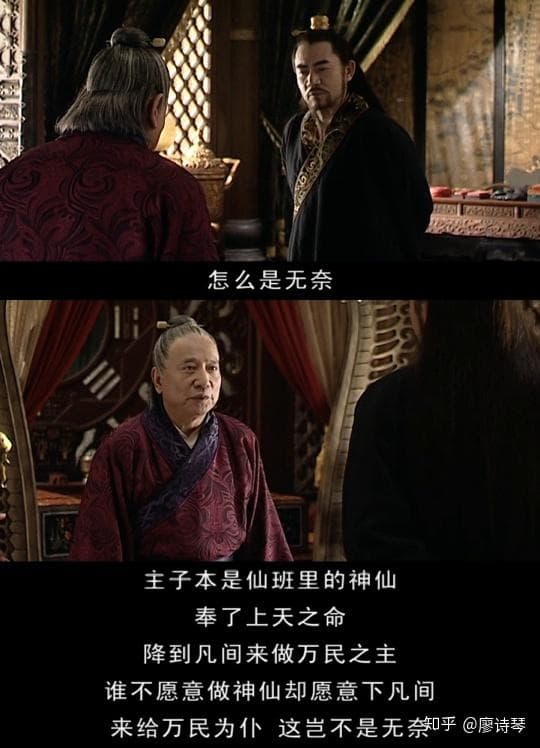 怎么是无奈
主子本是仙班里的神仙
奉了上天之命
降到凡间来做万民之主
谁不愿意做神仙却愿意下凡间
来给万民为仆 这岂不是无奈
知乎 @廖诗琴